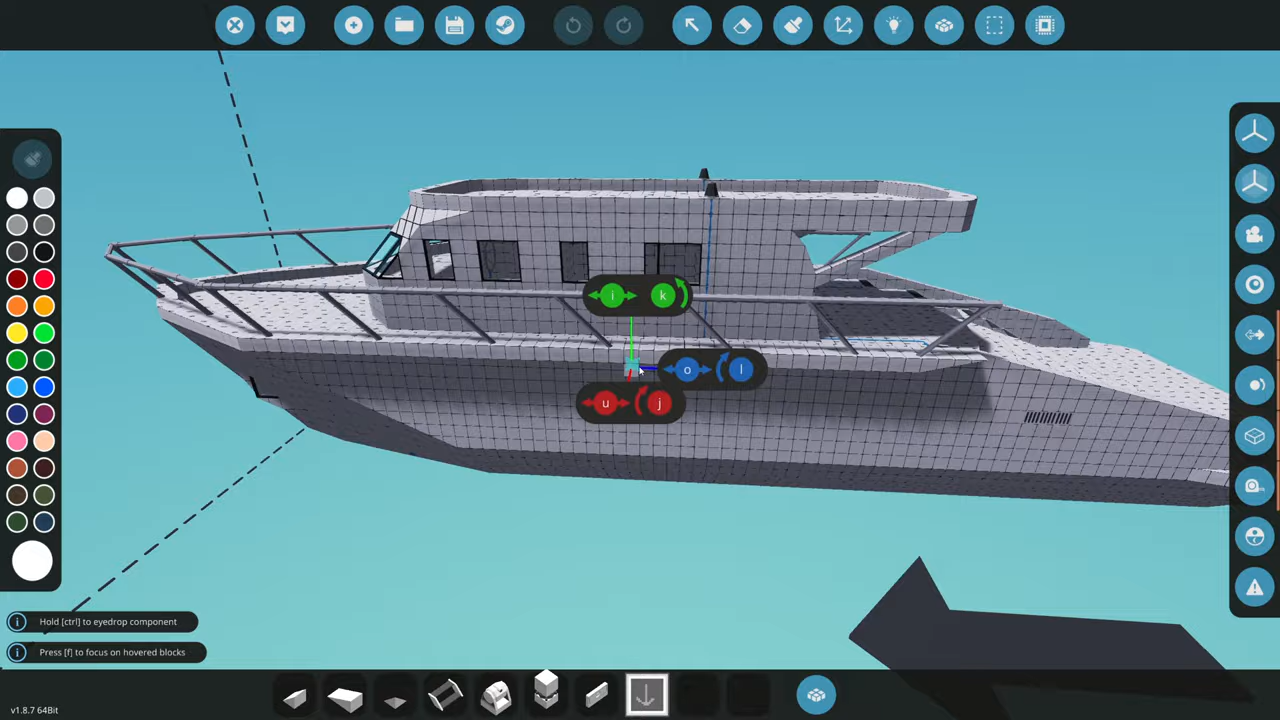 i k
o l
u j
Hold [ctrl] to eyedrop component
Press [f] to focus on hovered blocks
v1.8.7 64Bit